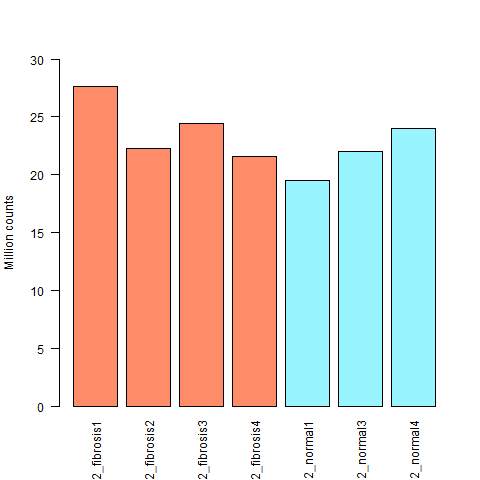 30
25
20
15
10
5
0
Million counts
2_fibrosis1
2_fibrosis2
2_fibrosis3
2_fibrosis4
2_normal1
2_normal3
2_normal4